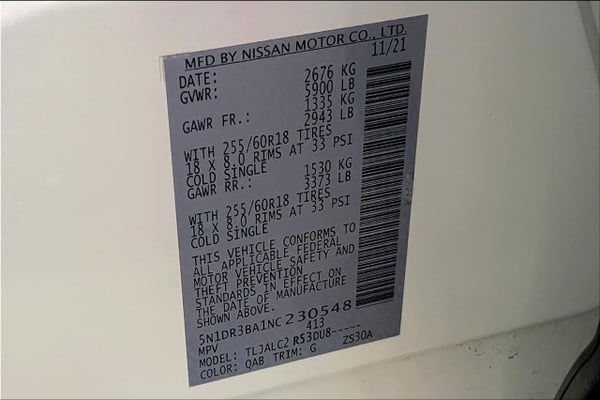 MFD BY NISSAN MOTOR CO., LTD.
DATE: 11/21
GVWR: 2676 KG
5900 LB
GAWR FR.: 1335 KG
2943 LB
WITH 255/60R18 TIRES
18 X 8.0 RIMS AT 33 PSI
COLD SINGLE
GAWR RR.: 1530 KG
3373 LB
WITH 255/60R18 TIRES
18 X 8.0 RIMS AT 33 PSI
COLD SINGLE
THIS VEHICLE CONFORMS TO
ALL APPLICABLE FEDERAL
MOTOR VEHICLE SAFETY AND
THEFT PREVENTION
STANDARDS IN EFFECT ON
THE DATE OF MANUFACTURE
SHOWN ABOVE.
5N1DR3BA1NC230548
MPV 413
MODEL: TLJALC2 R53DU8-----
COLOR: QAB TRIM: G ZS30A